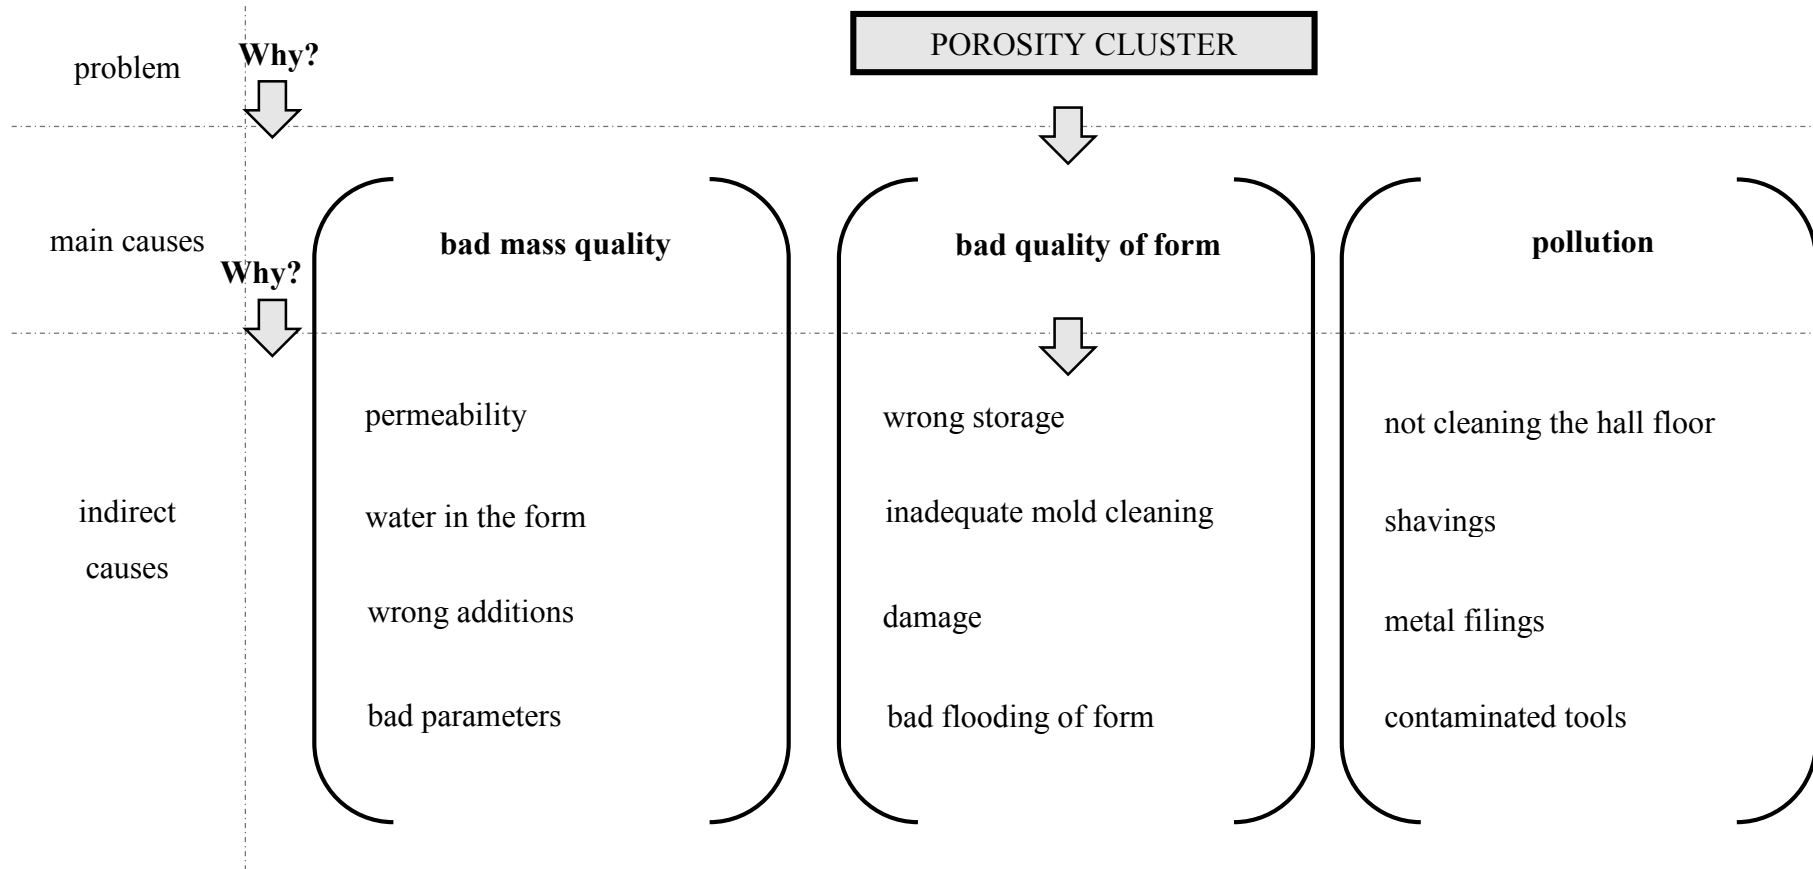 problem
Why?
POROSITY CLUSTER
main causes
Why?
bad mass quality
bad quality of form
pollution
indirect
causes
permeability
water in the form
wrong additions
bad parameters
wrong storage
inadequate mold cleaning
damage
bad flooding of form
not cleaning the hall floor
shavings
metal filings
contaminated tools